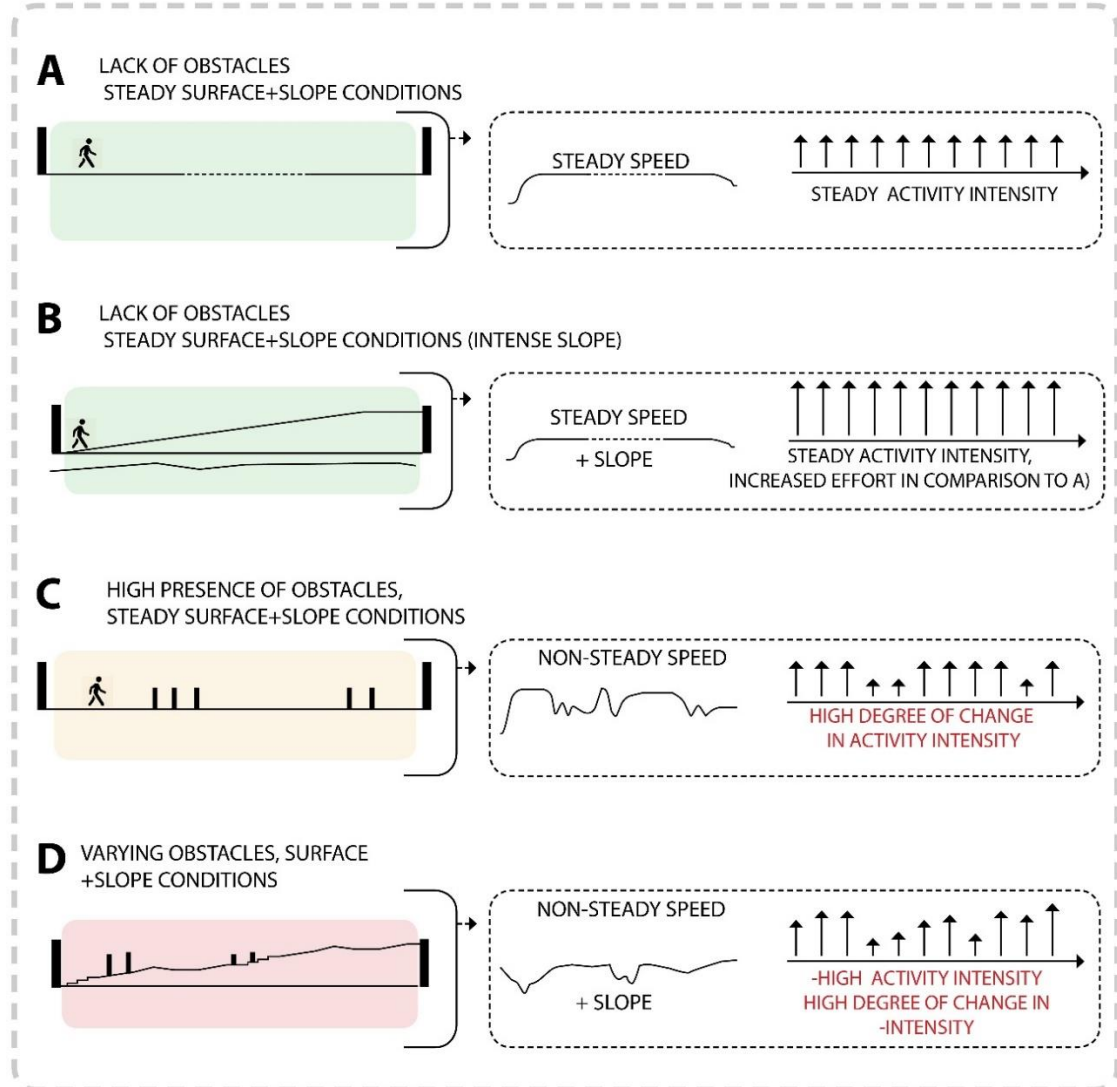 A
LACK OF OBSTACLES
STEADY SURFACE+SLOPE CONDITIONS
STEADY SPEED
STEADY ACTIVITY INTENSITY
B
LACK OF OBSTACLES
STEADY SURFACE+SLOPE CONDITIONS (INTENSE SLOPE)
STEADY SPEED
+ SLOPE
STEADY ACTIVITY INTENSITY,
INCREASED EFFORT IN COMPARISON TO A)
C
HIGH PRESENCE OF OBSTACLES,
STEADY SURFACE+SLOPE CONDITIONS
NON-STEADY SPEED
HIGH DEGREE OF CHANGE
IN ACTIVITY INTENSITY
D
VARYING OBSTACLES, SURFACE
+SLOPE CONDITIONS
NON-STEADY SPEED
+ SLOPE
-HIGH ACTIVITY INTENSITY
HIGH DEGREE OF CHANGE IN
-INTENSITY